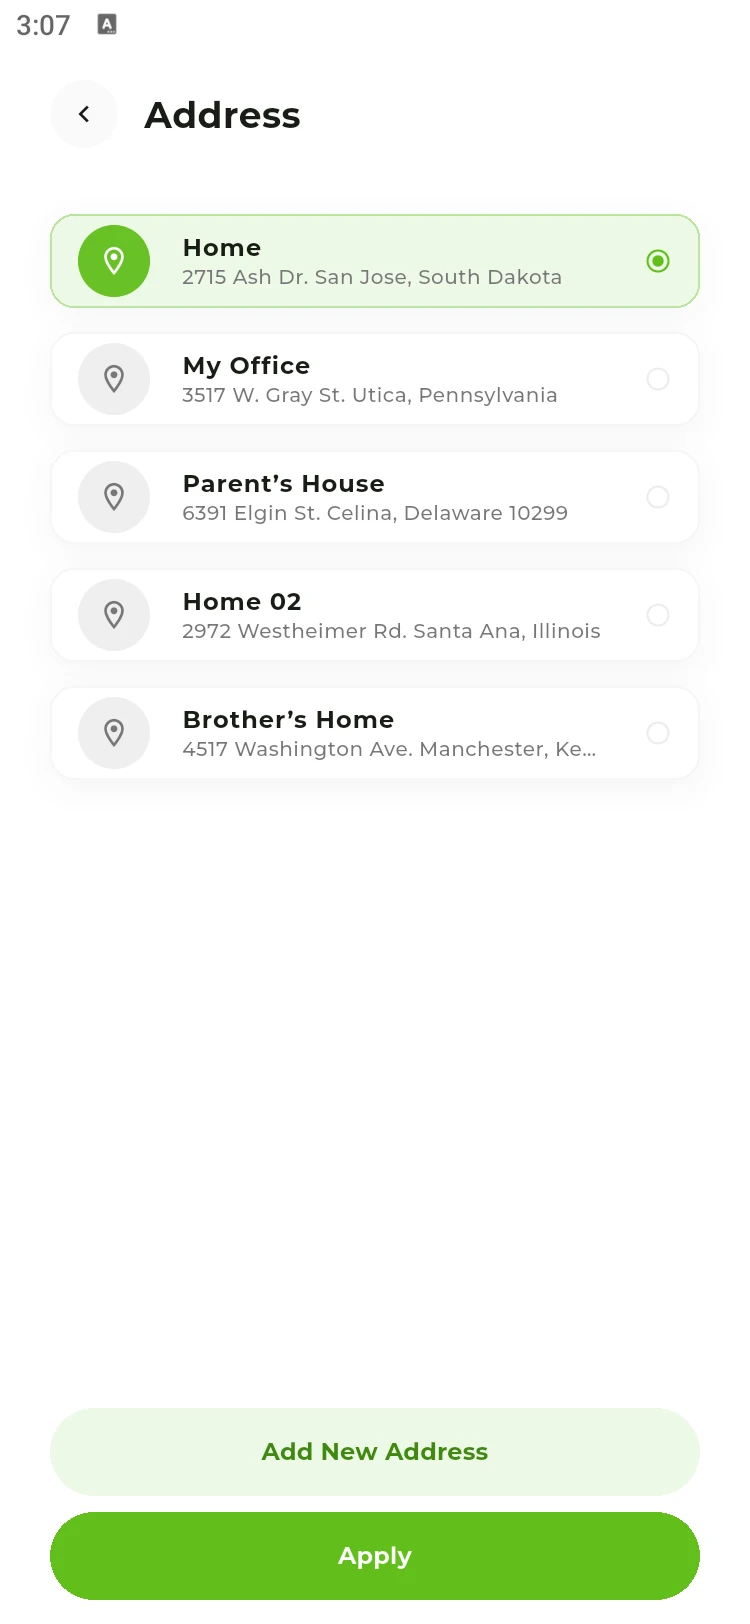 3:07
A
Address
Home
2715 Ash Dr. San Jose, South Dakota
My Office
3517 W. Gray St. Utica, Pennsylvania
Parent’s House
6391 Elgin St. Celina, Delaware 10299
Home 02
2972 Westheimer Rd. Santa Ana, Illinois
Brother’s Home
4517 Washington Ave. Manchester, Ke...
Add New Address
Apply